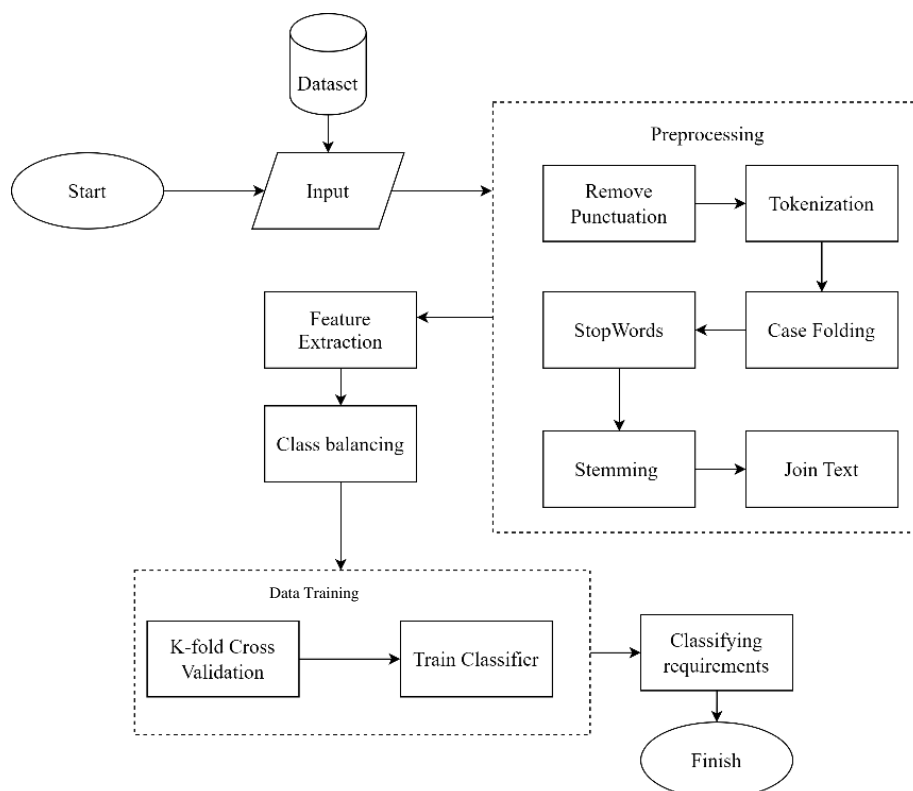 Dataset
Start
Input
Preprocessing
Remove
Punctuation
Tokenization
Case Folding
StopWords
Stemming
Join Text
Feature
Extraction
Class balancing
Data Training
K-fold Cross
Validation
Train Classifier
Classifying
requirements
Finish